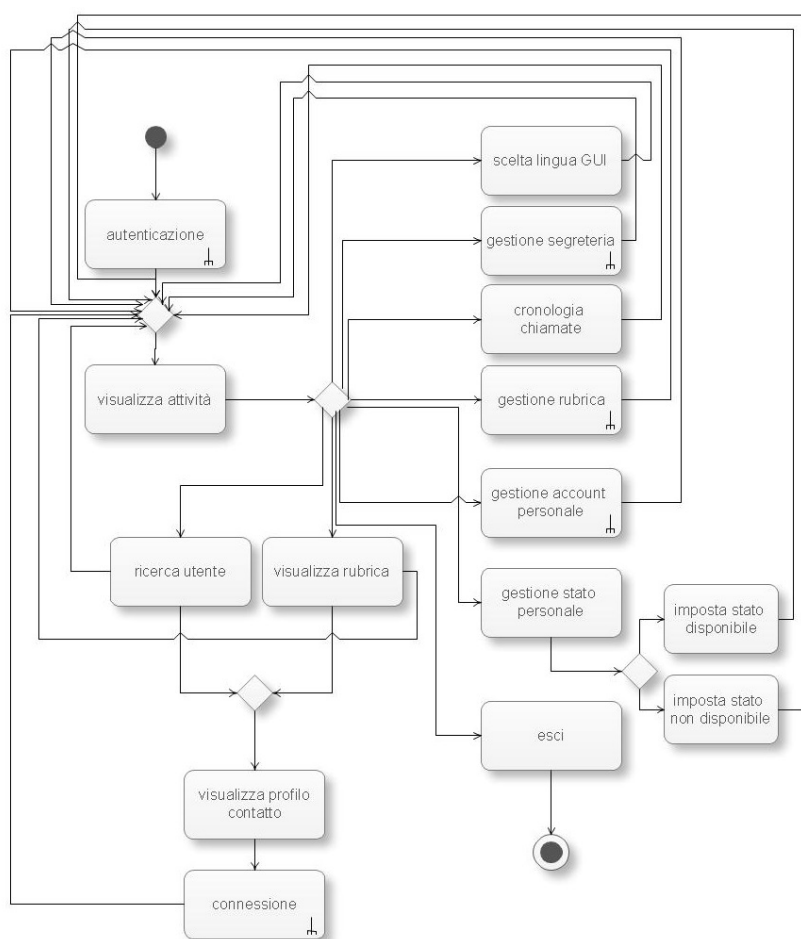 scelta lingua GUI
autenticazione
gestione segreteria
cronologia
chiamate
visualizza attività
gestione rubrica
gestione account
personale
ricerca utente
visualizza rubrica
gestione stato
personale
imposta stato
disponibile
imposta stato
non disponibile
esci
visualizza profilo
contatto
connessione